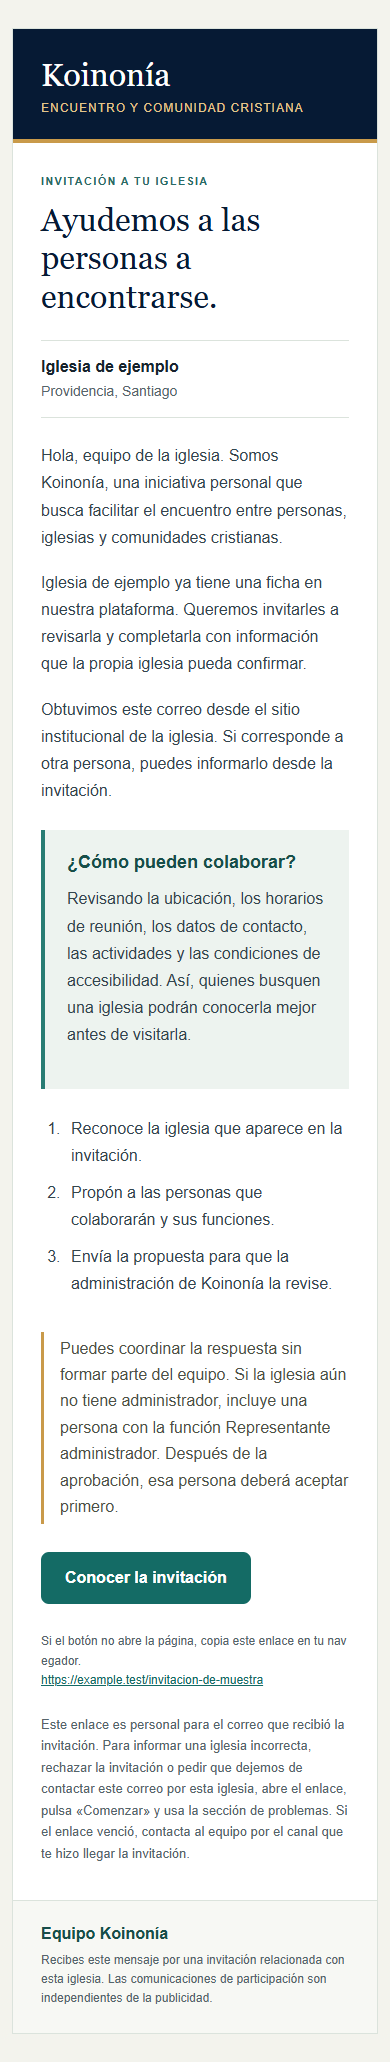 Koinonía
ENCUENTRO Y COMUNIDAD CRISTIANA
INVITACIÓN A TU IGLESIA
Ayudemos a las
personas a
encontrarse.
Iglesia de ejemplo
Providencia, Santiago
Hola, equipo de la iglesia. Somos
Koinonía, una iniciativa personal que
busca facilitar el encuentro entre personas,
iglesias y comunidades cristianas.
Iglesia de ejemplo ya tiene una ficha en
nuestra plataforma. Queremos invitarles a
revisarla y completarla con información
que la propia iglesia pueda confirmar.
Obtuvimos este correo desde el sitio
institucional de la iglesia. Si corresponde a
otra persona, puedes informarlo desde la
invitación.
¿Cómo pueden colaborar?
Revisando la ubicación, los horarios
de reunión, los datos de contacto,
las actividades y las condiciones de
accesibilidad. Así, quienes busquen
una iglesia podrán conocerla mejor
antes de visitarla.
1. Reconoce la iglesia que aparece en la
invitación.
2. Propón a las personas que
colaborarán y sus funciones.
3. Envía la propuesta para que la
administración de Koinonía la revise.
Puedes coordinar la respuesta sin
formar parte del equipo. Si la iglesia aún
no tiene administrador, incluye una
persona con la función Representante
administrador. Después de la
aprobación, esa persona deberá aceptar
primero.
Conocer la invitación
Si el botón no abre la página, copia este enlace en tu nav
egador.
https://example.test/invitacion-de-muestra
Este enlace es personal para el correo que recibió la
invitación. Para informar una iglesia incorrecta,
rechazar la invitación o pedir que dejemos de
contactar este correo por esta iglesia, abre el enlace,
pulsa «Comenzar» y usa la sección de problemas. Si
el enlace venció, contacta al equipo por el canal que
te hizo llegar la invitación.
Equipo Koinonía
Recibes este mensaje por una invitación relacionada con
esta iglesia. Las comunicaciones de participación son
independientes de la publicidad.